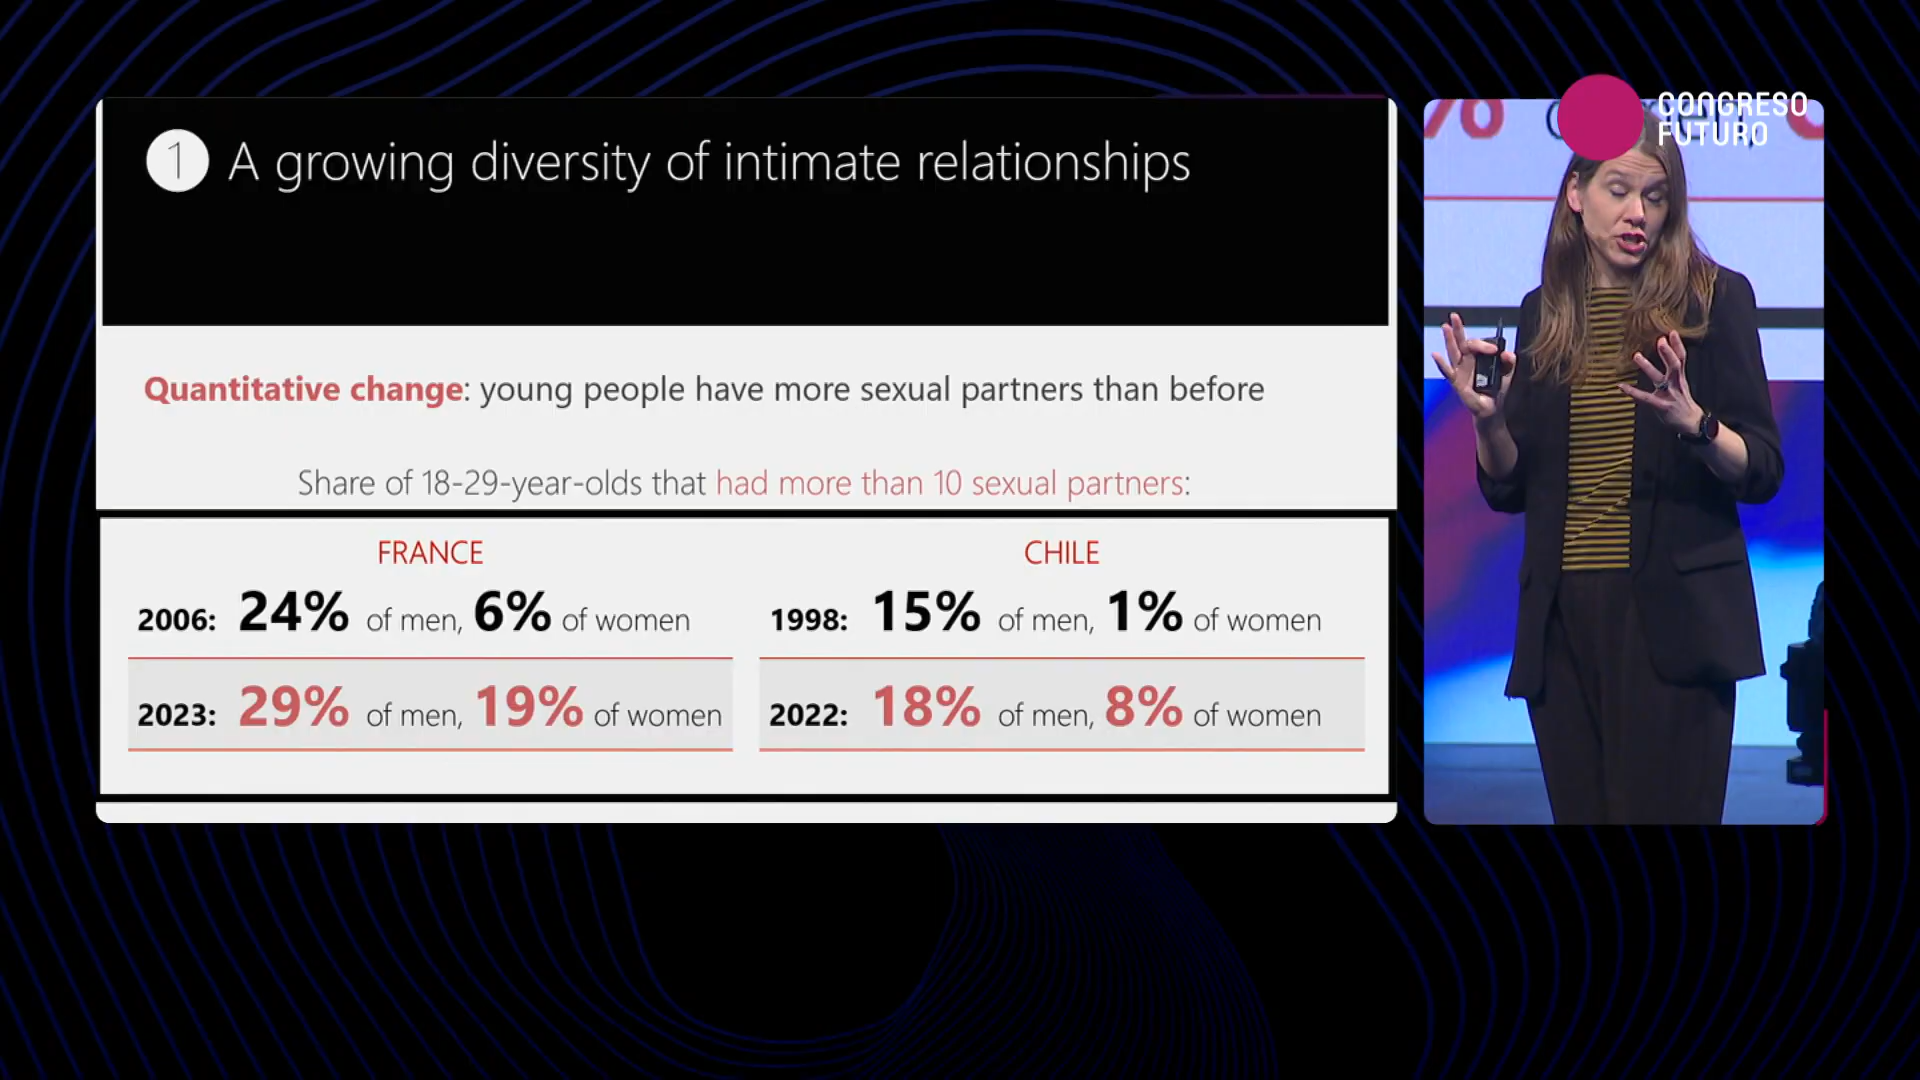 1 A growing diversity of intimate relationships
Quantitative change: young people have more sexual partners than before
Share of 18-29-year-olds that had more than 10 sexual partners:
FRANCE
2006: 24% of men, 6% of women
2023: 29% of men, 19% of women
CHILE
1998: 15% of men, 1% of women
2022: 18% of men, 8% of women
CONGRESO
FUTURO